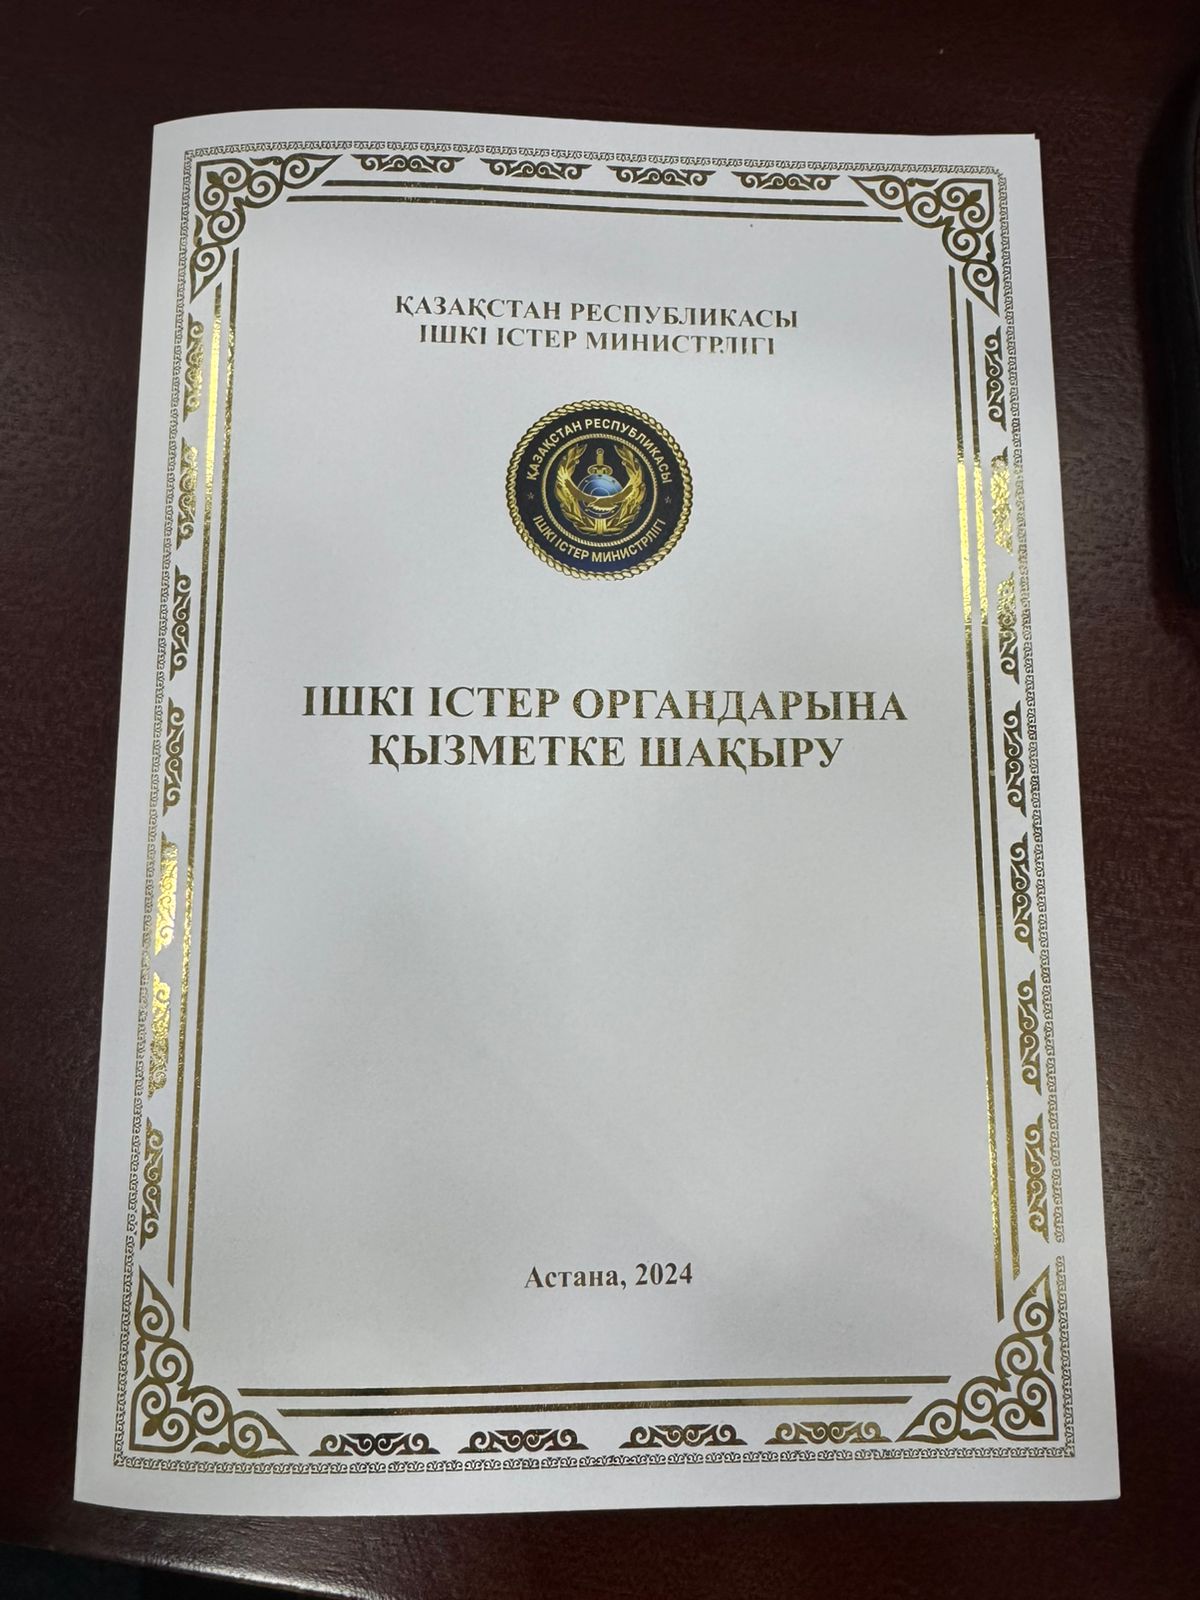 ҚАЗАҚСТАН РЕСПУБЛИКАСЫ
ІШКІ ІСТЕР МИНИСТРЛІГІ
ҚАЗАҚСТАН РЕСПУБЛИКАСЫ
ІШКІ ІСТЕР МИНИСТРЛІГІ
ІШКІ ІСТЕР ОРГАНДАРЫНА
ҚЫЗМЕТКЕ ШАҚЫРУ
Астана, 2024